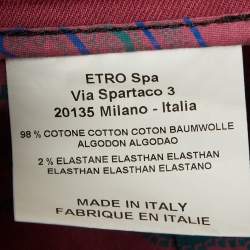 ETRO Spa
Via Spartaco 3
20135 Milano - Italia
98 % COTONE COTTON COTON BAUMWOLLE
ALGODON ALGODAO
2 % ELASTANE ELASTHAN ELASTHAN
ELASTHAN ELASTHAN ELASTANO
MADE IN ITALY
FABRIQUE EN ITALIE